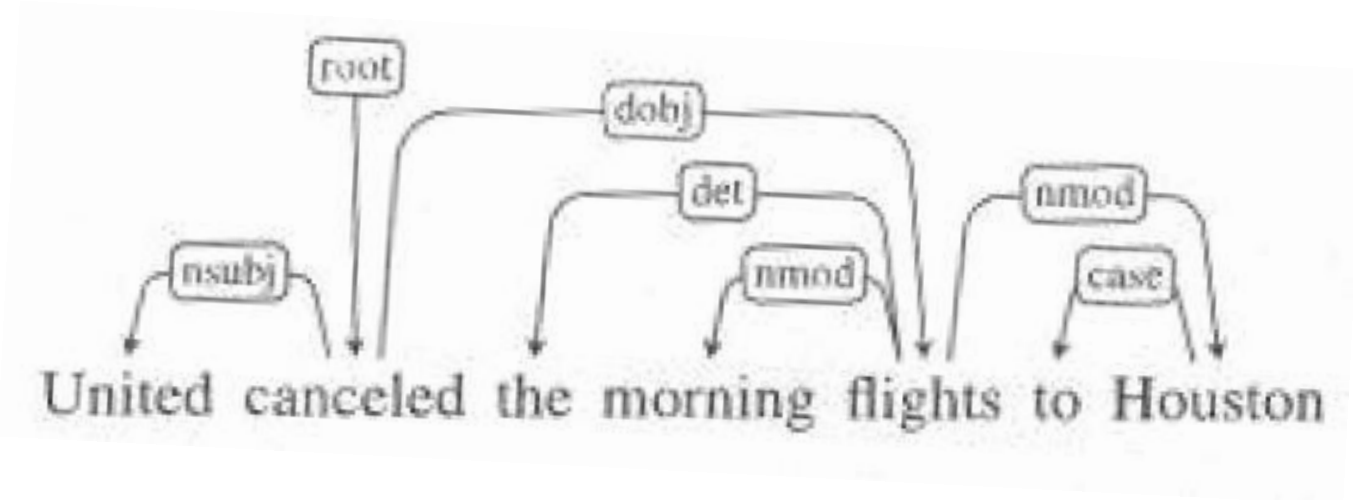 root
dobj
det nmod
nsubj nmod case
United canceled the morning flights to Houston